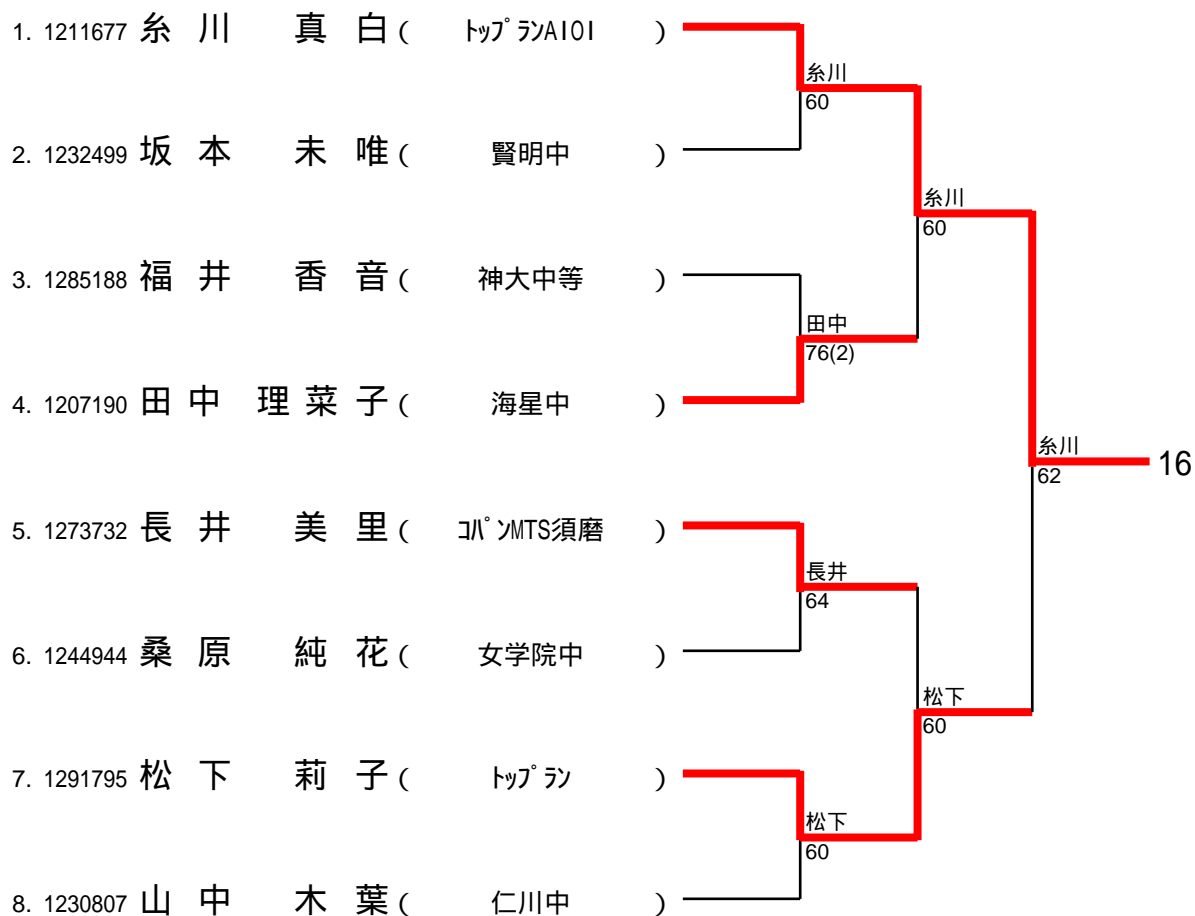 1. 1211677 糸川 真白 ( トップランAIOI )
糸川
60
2. 1232499 坂本 未唯 ( 賢明中 )
糸川
60
3. 1285188 福井 香音 ( 神大中等 )
田中
76(2)
4. 1207190 田中 理菜子 ( 海星中 )
糸川
62
16
5. 1273732 長井 美里 ( コパンMTS須磨 )
長井
64
6. 1244944 桑原 純花 ( 女学院中 )
松下
60
7. 1291795 松下 莉子 ( トップラン )
松下
60
8. 1230807 山中 木葉 ( 仁川中 )